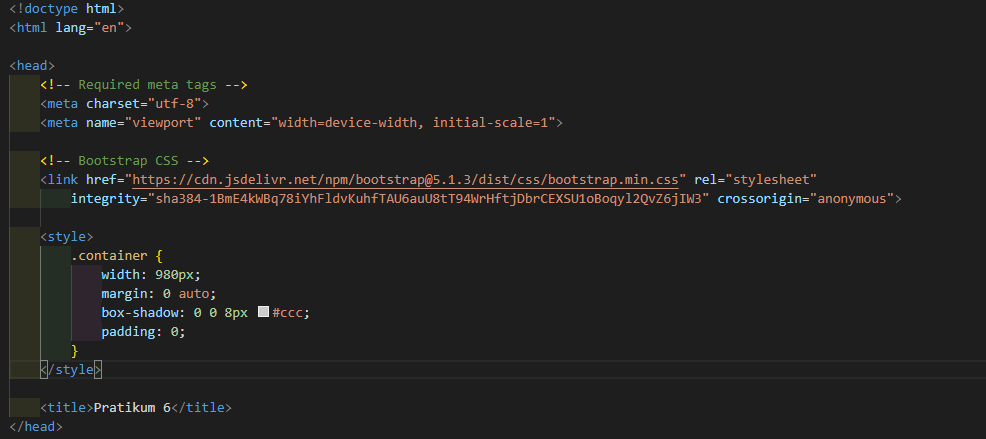 <!doctype html>
<html lang="en">
<head>
<!-- Required meta tags -->
<meta charset="utf-8">
<meta name="viewport" content="width=device-width, initial-scale=1">
<!-- Bootstrap CSS -->
<link href="https://cdn.jsdelivr.net/npm/bootstrap@5.1.3/dist/css/bootstrap.min.css" rel="stylesheet"
integrity="sha384-1BmE4kWBq78iYhFldvKuhfTAU6auU8tT94WrHftjDbrCEXSU1oBoqyl2QvZ6jIW3" crossorigin="anonymous">
<style>
.container {
width: 980px;
margin: 0 auto;
box-shadow: 0 0 8px #ccc;
padding: 0;
}
</style>
<title>Pratikum 6</title>
</head>